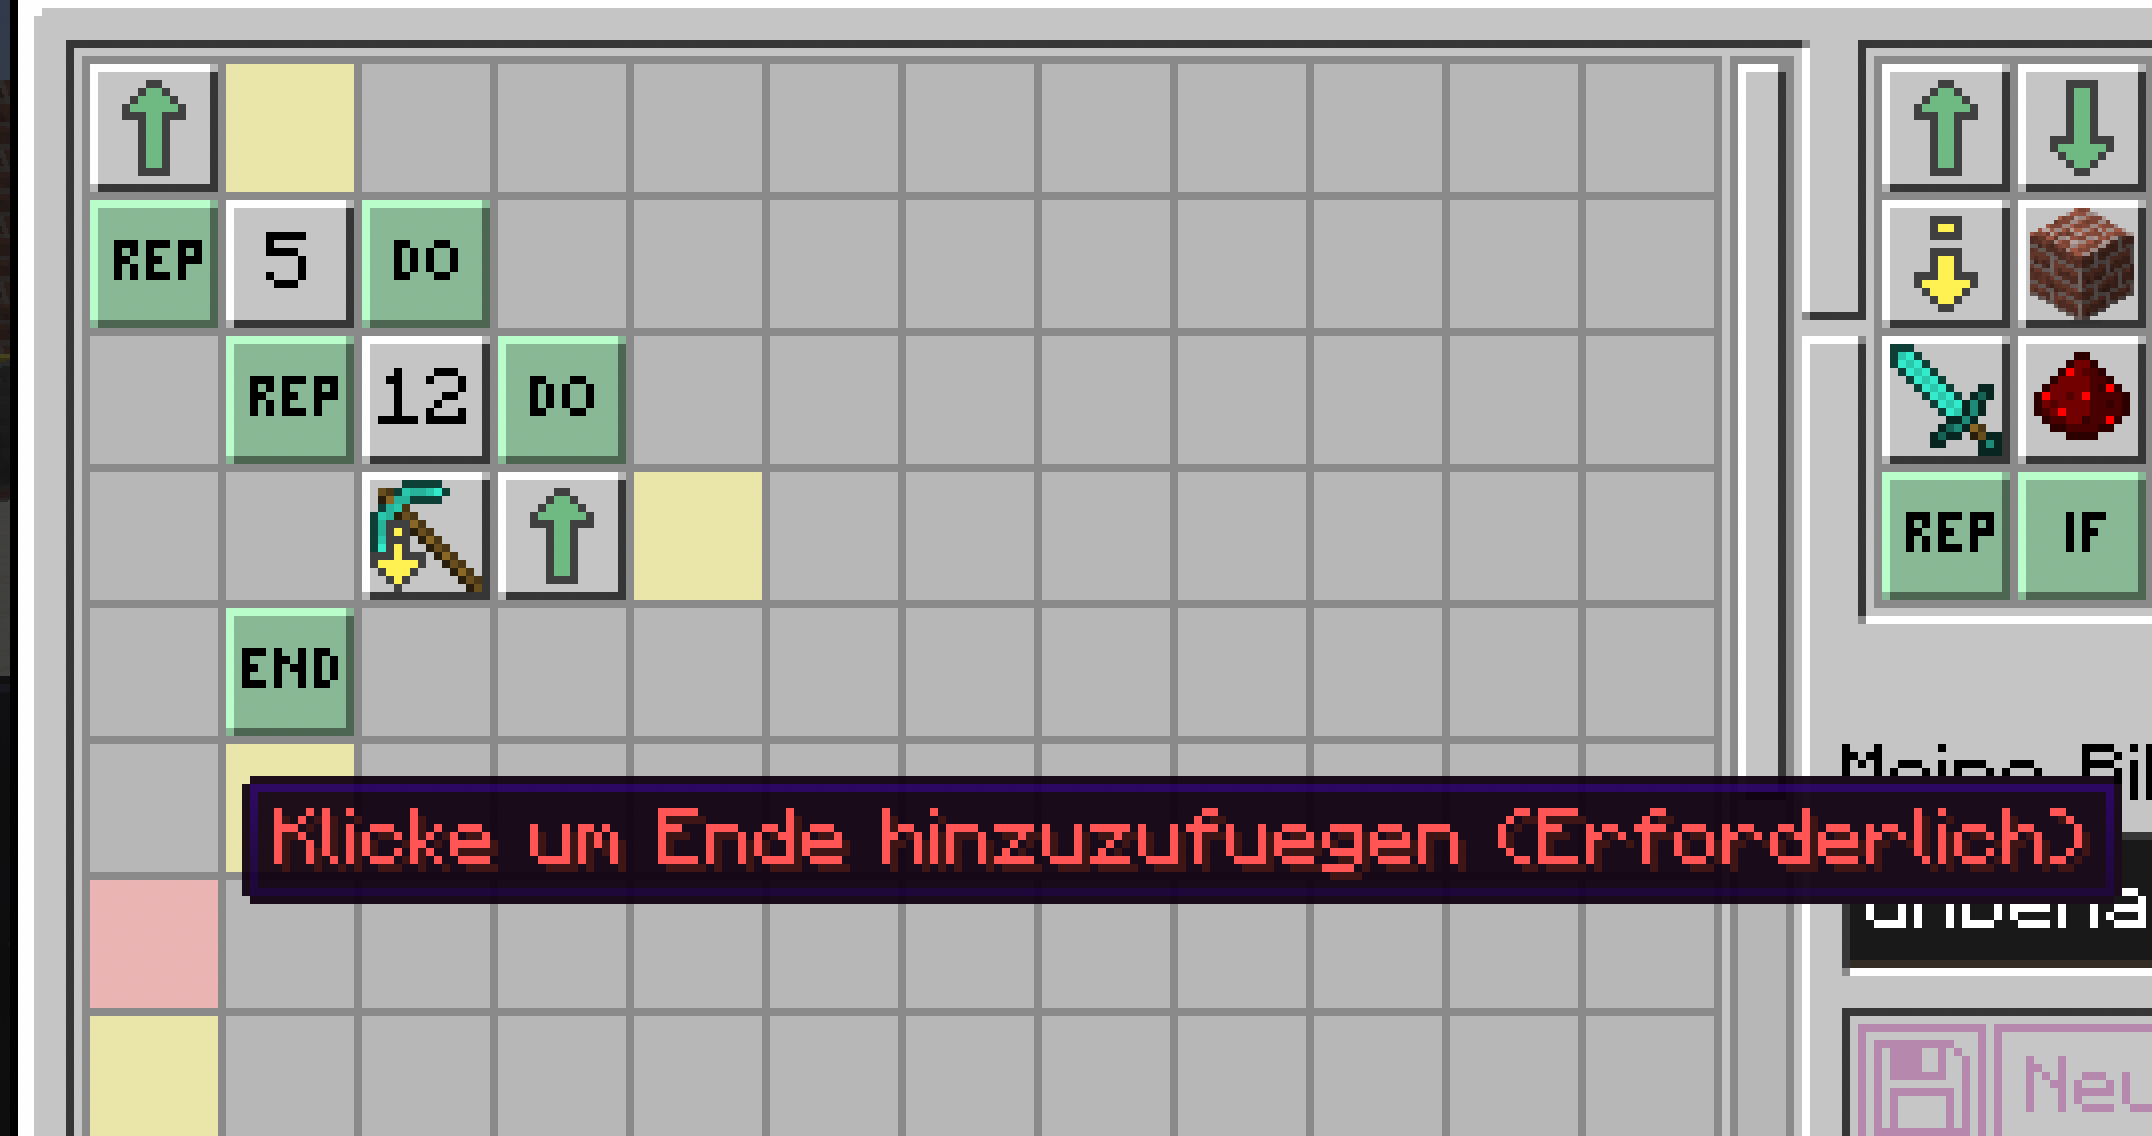 REP 5 DO
REP 12 DO
REP IF
END
Klicke um Ende hinzuzufuegen (Erforderlich)